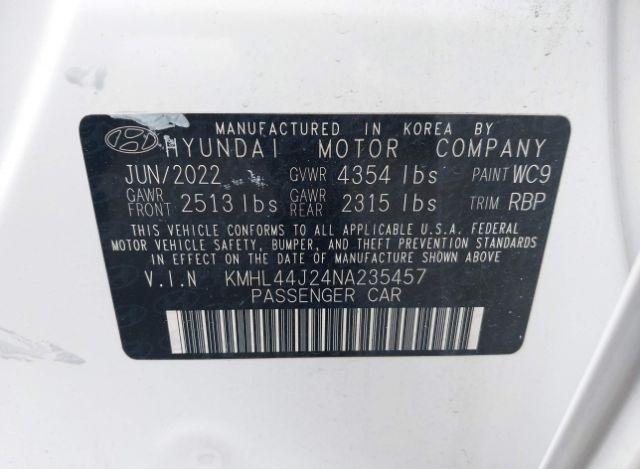 MANUFACTURED IN KOREA BY
HYUNDAI MOTOR COMPANY
JUN/2022 GVWR 4354 lbs PAINT WC9
GAWR FRONT 2513 lbs GAWR REAR 2315 lbs TRIM RBP
THIS VEHICLE CONFORMS TO ALL APPLICABLE U.S.A. FEDERAL
MOTOR VEHICLE SAFETY, BUMPER, AND THEFT PREVENTION STANDARDS
IN EFFECT ON THE DATE OF MANUFACTURE SHOWN ABOVE.
V.I.N KMHL44J24NA235457
PASSENGER CAR